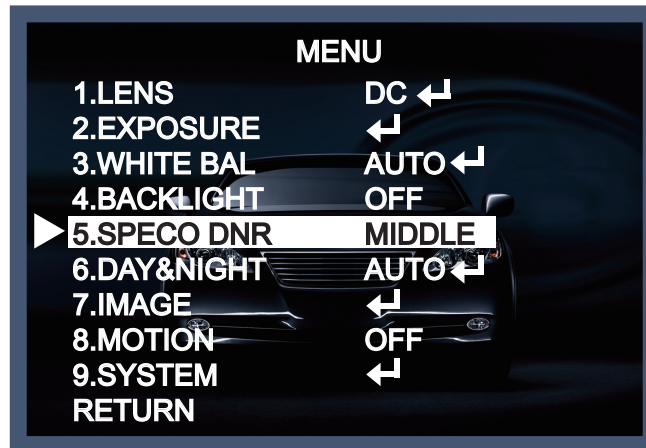 MENU
1.LENS DC ↵
2.EXPOSURE ↵
3.WHITE BAL AUTO ↵
4.BACKLIGHT OFF
5.SPECO DNR MIDDLE
6.DAY&NIGHT AUTO ↵
7.IMAGE ↵
8.MOTION OFF
9.SYSTEM ↵
RETURN